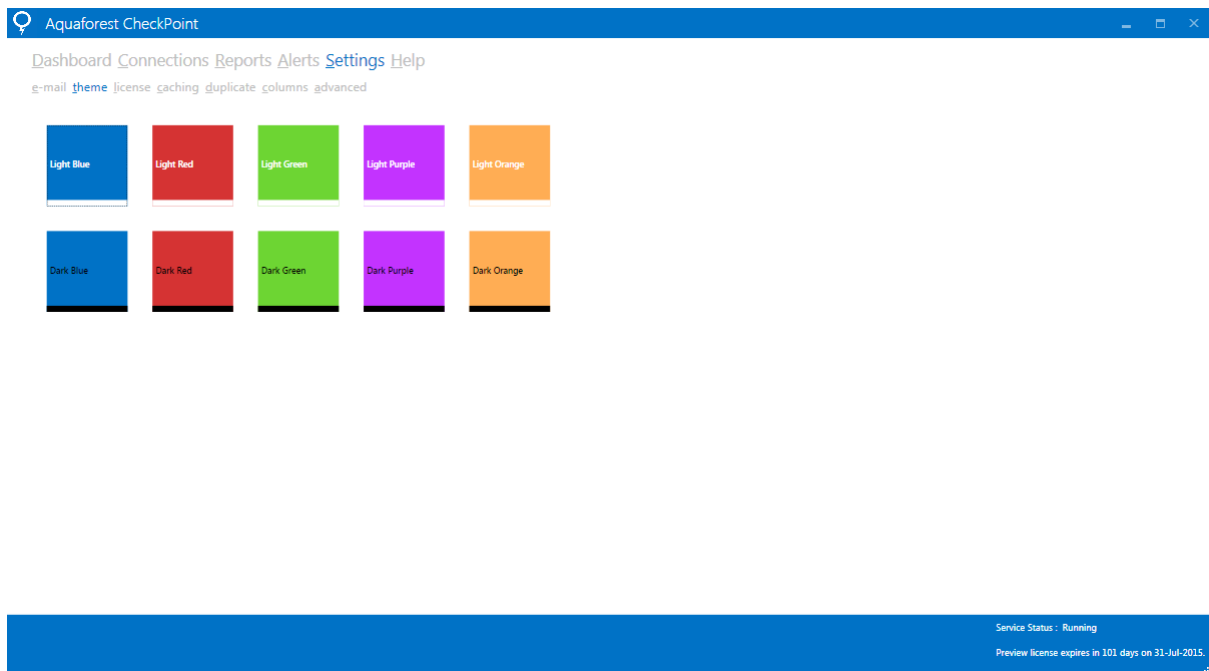 Aquaforest CheckPoint
Dashboard Connections Reports Alerts Settings Help
e-mail theme license caching duplicate columns advanced
Light Blue Light Red Light Green Light Purple Light Orange
Dark Blue Dark Red Dark Green Dark Purple Dark Orange
Service Status : Running
Preview license expires in 101 days on 31-Jul-2015.